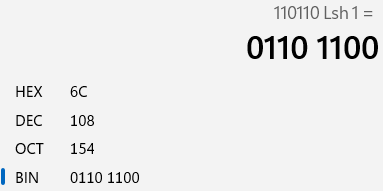 110110 Lsh 1 =
0110 1100
HEX 6C
DEC 108
OCT 154
BIN 0110 1100